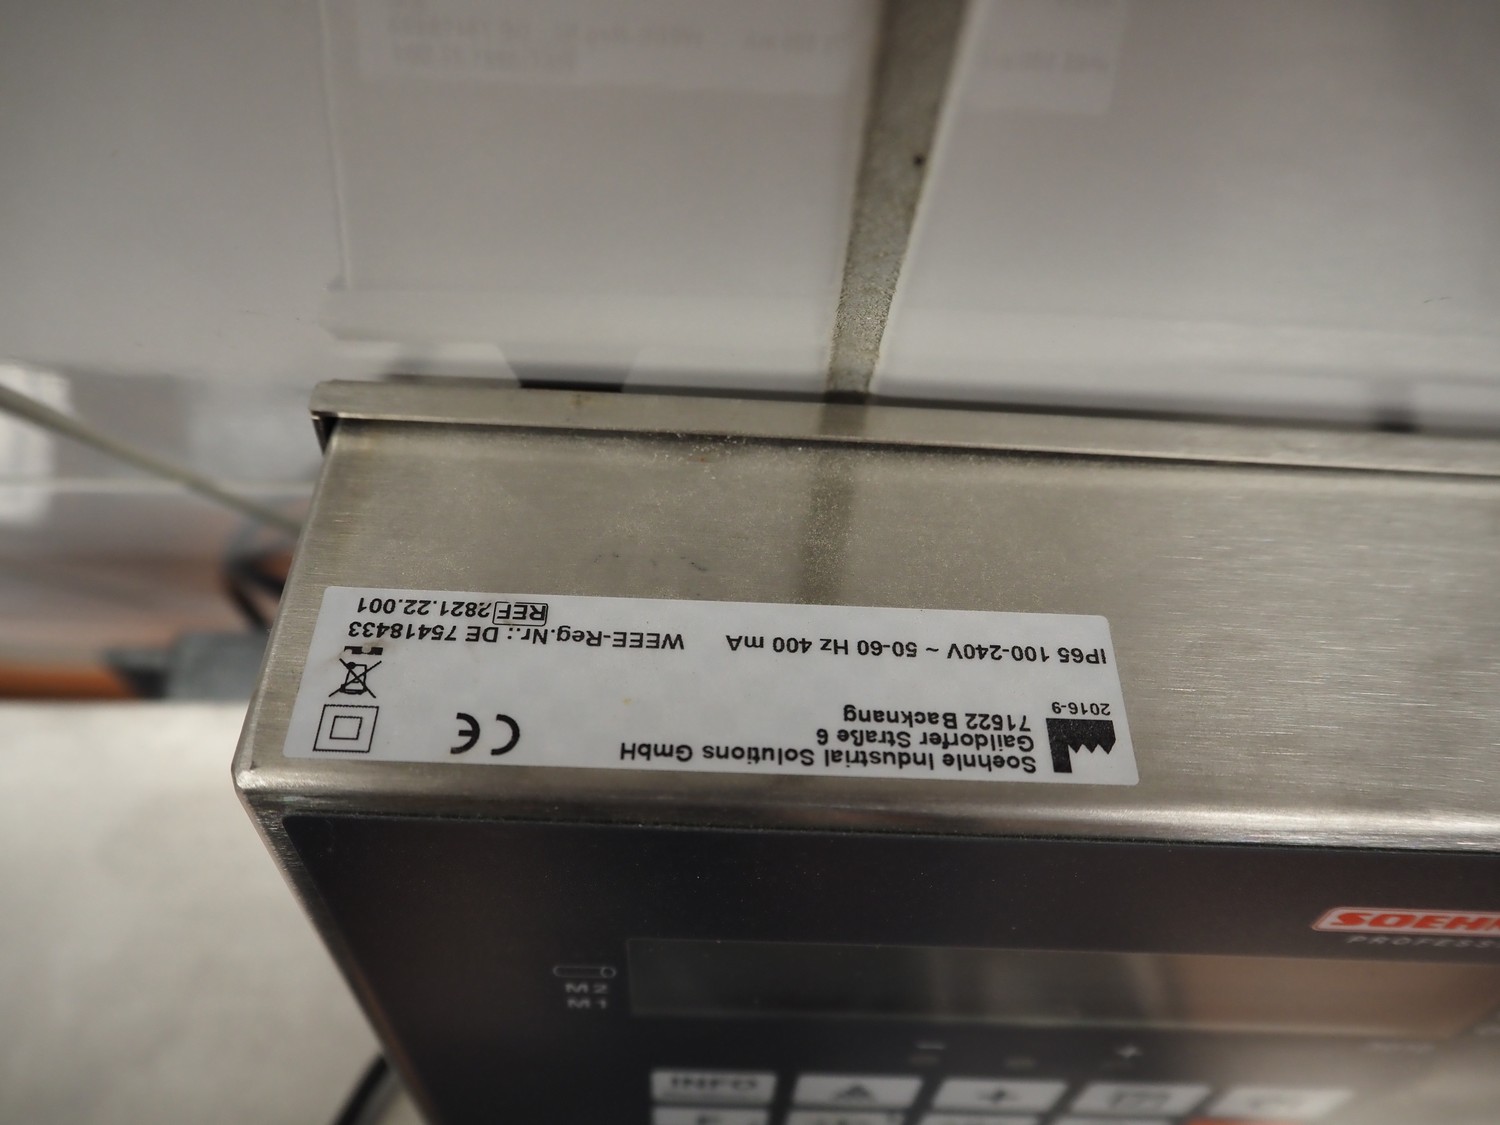 Soehnle Industrial Solutions GmbH
Gaildorfer Straße 6
71522 Backnang
2016-9
CE
IP65 100-240V ~ 50-60 Hz 400 mA
WEEE-Reg.Nr.: DE 75418433
REF 2821.22.001
M2
M1
INFO